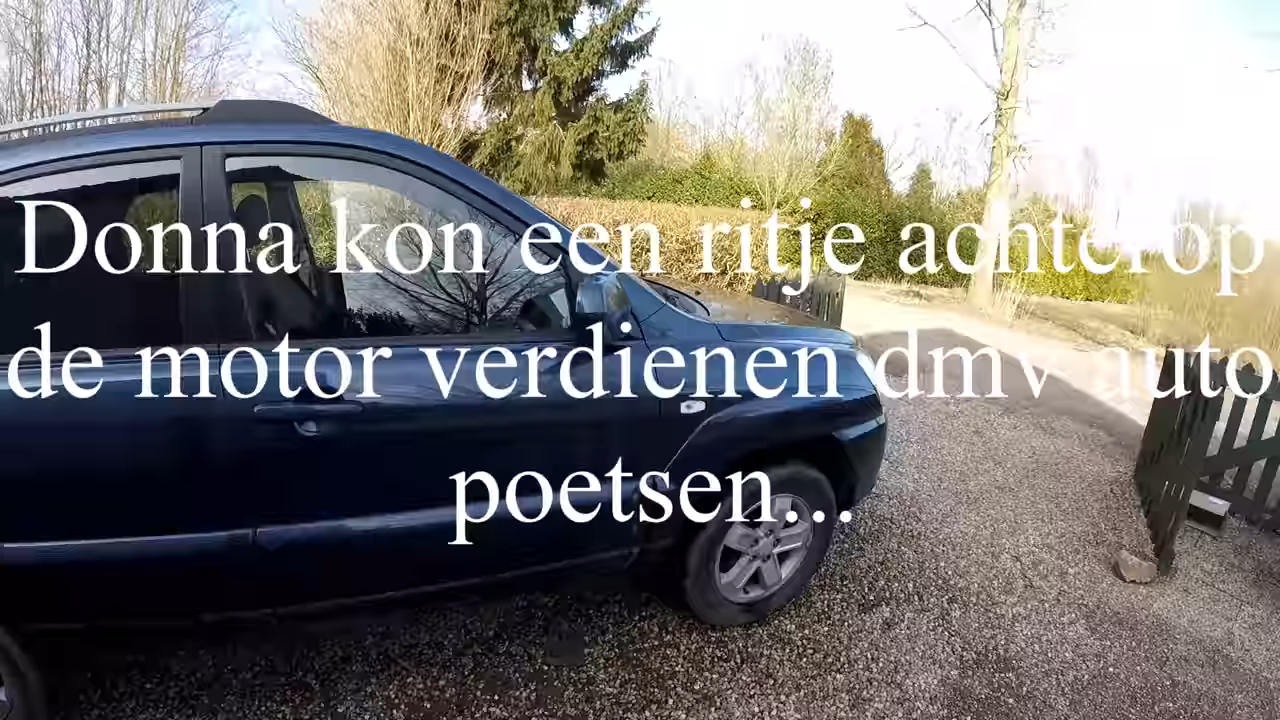 Donna kon een ritje achterop
de motor verdienen dmv auto
poetsen...